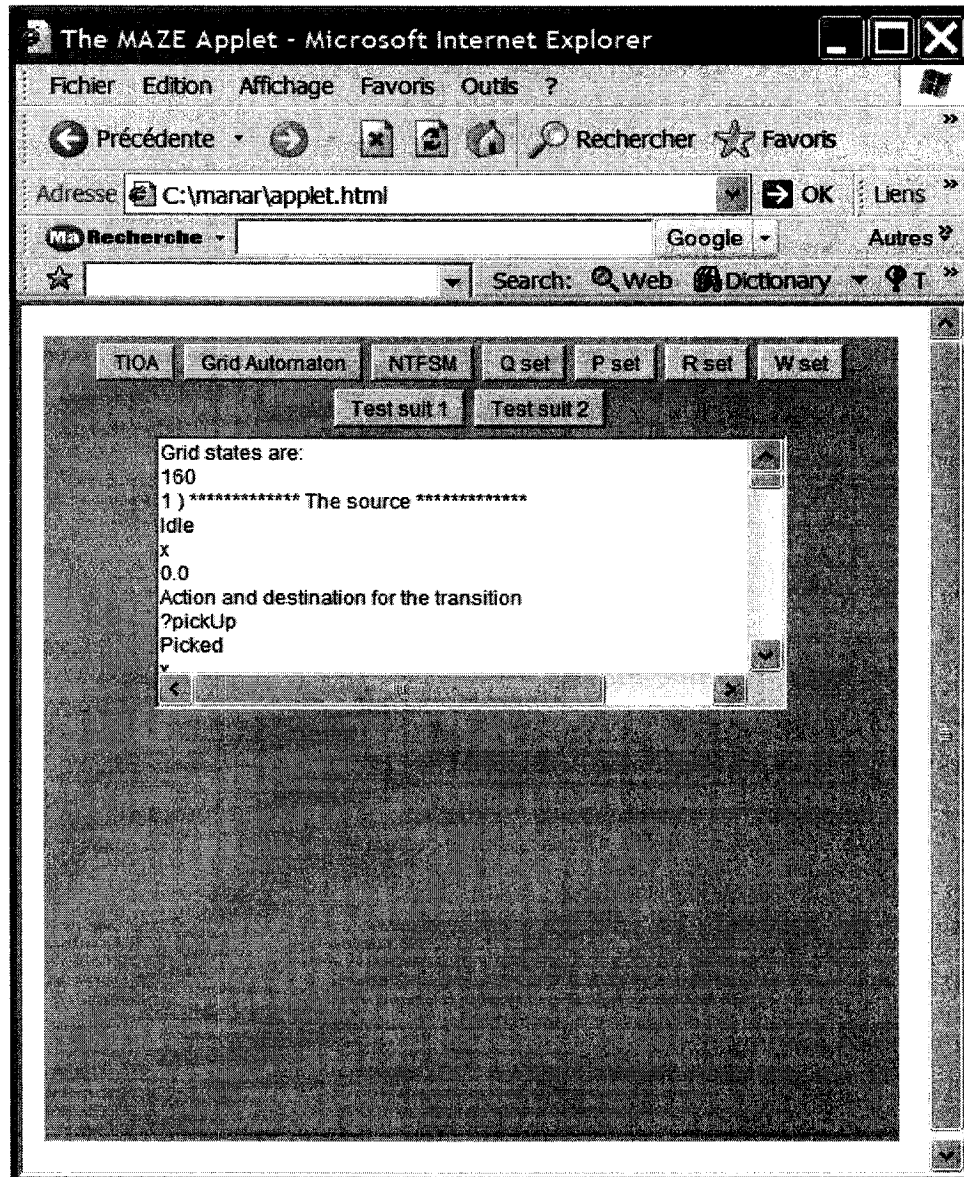 The MAZE Applet - Microsoft Internet Explorer
Fichier Edition Affichage Favoris Outils ?
Précédente Rechercher Favoris »
Adresse C:\manar\applet.html OK Liens »
Ma Recherche Google Autres »
Search: Web Dictionary T »
TIOA Grid Automaton NTFSM Q set P set R set W set
Test suit 1 Test suit 2
Grid states are:
160
1 ) ************* The source *************
Idle
x
0.0
Action and destination for the transition
?pickUp
Picked
x